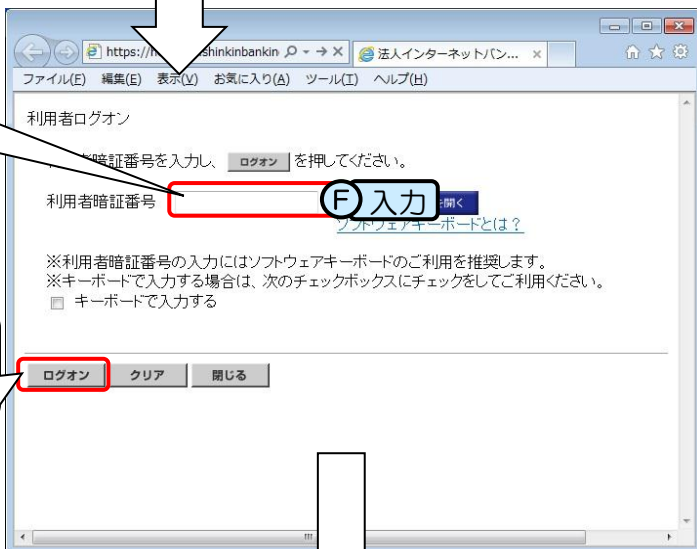 https:// shinkinbankin
法人インターネットバン...
ファイル(F) 編集(E) 表示(V) お気に入り(A) ツール(T) ヘルプ(H)
利用者ログオン
暗証番号を入力し、 ログオン を押してください。
利用者暗証番号 Ⓕ 入力 開く
ソフトウェアキーボードとは？
※利用者暗証番号の入力にはソフトウェアキーボードのご利用を推奨します。
※キーボードで入力する場合は、次のチェックボックスにチェックをしてご利用ください。
キーボードで入力する
ログオン クリア 閉じる